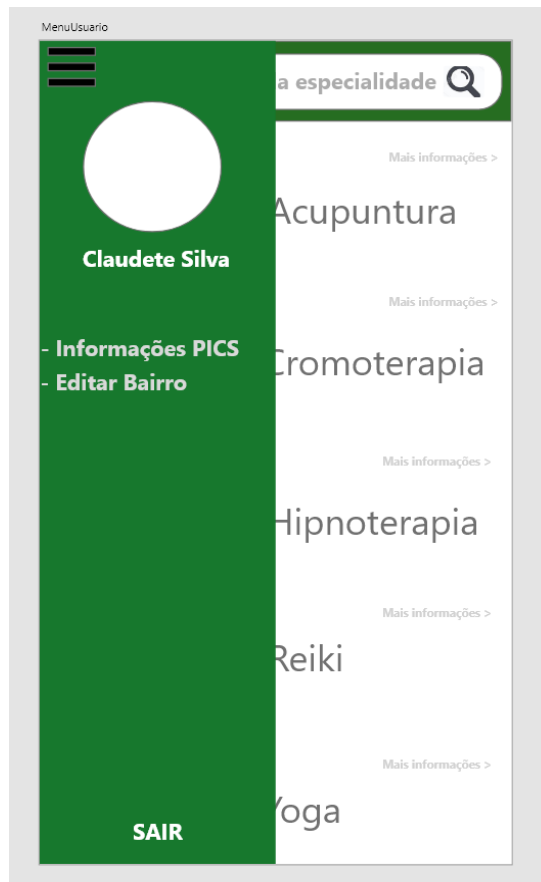 MenuUsuario
a especialidade
Claudete Silva
- Informações PICS
- Editar Bairro
SAIR
Mais informações >
Acupuntura
Mais informações >
Cromoterapia
Mais informações >
Hipnoterapia
Mais informações >
Reiki
Mais informações >
Yoga